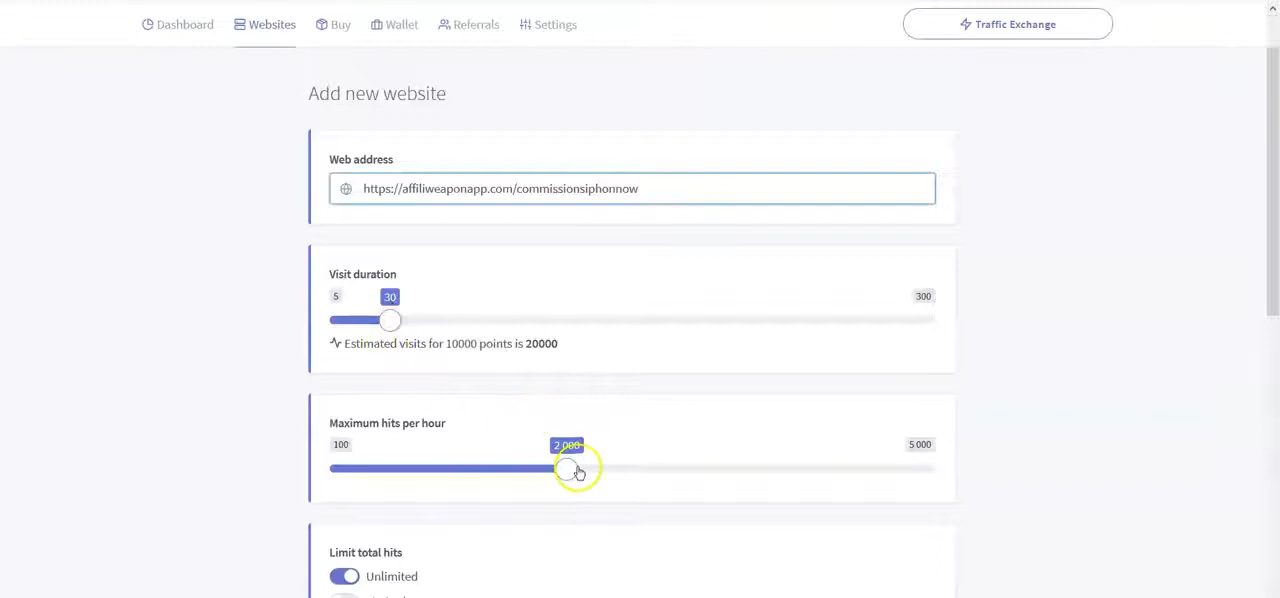 Dashboard Websites Buy Wallet Referrals Settings Traffic Exchange
Add new website
Web address
https://affiliweaponapp.com/commissionsiphonnow
Visit duration
5 30 300
Estimated visits for 10000 points is 20000
Maximum hits per hour
100 2 000 5 000
Limit total hits
Unlimited